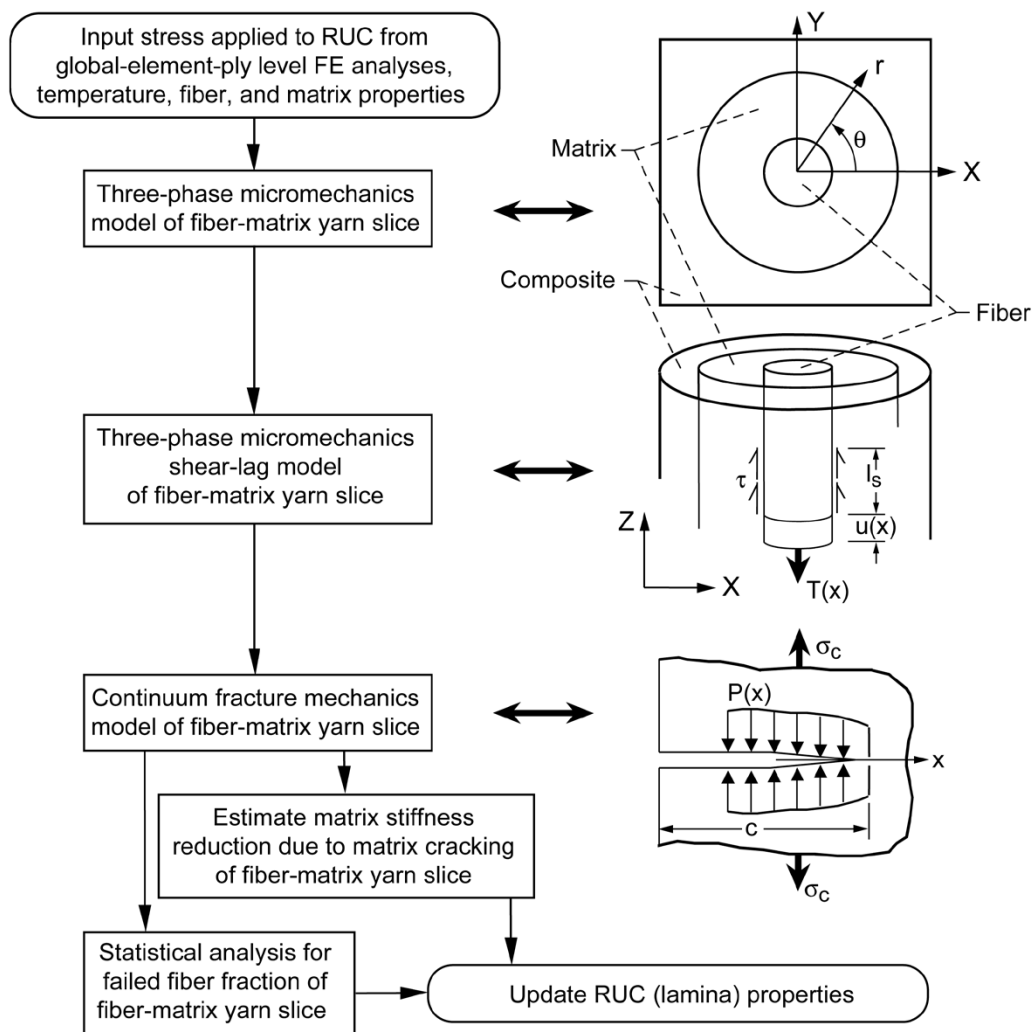 Input stress applied to RUC from
global-element-ply level FE analyses,
temperature, fiber, and matrix properties
Three-phase micromechanics
model of fiber-matrix yarn slice
Three-phase micromechanics
shear-lag model
of fiber-matrix yarn slice
Continuum fracture mechanics
model of fiber-matrix yarn slice
Estimate matrix stiffness
reduction due to matrix cracking
of fiber-matrix yarn slice
Statistical analysis for
failed fiber fraction of
fiber-matrix yarn slice
Update RUC (lamina) properties
Y
r
θ
X
Matrix
Composite
Fiber
τ
ls
u(x)
Z
X
T(x)
σc
P(x)
x
c
σc